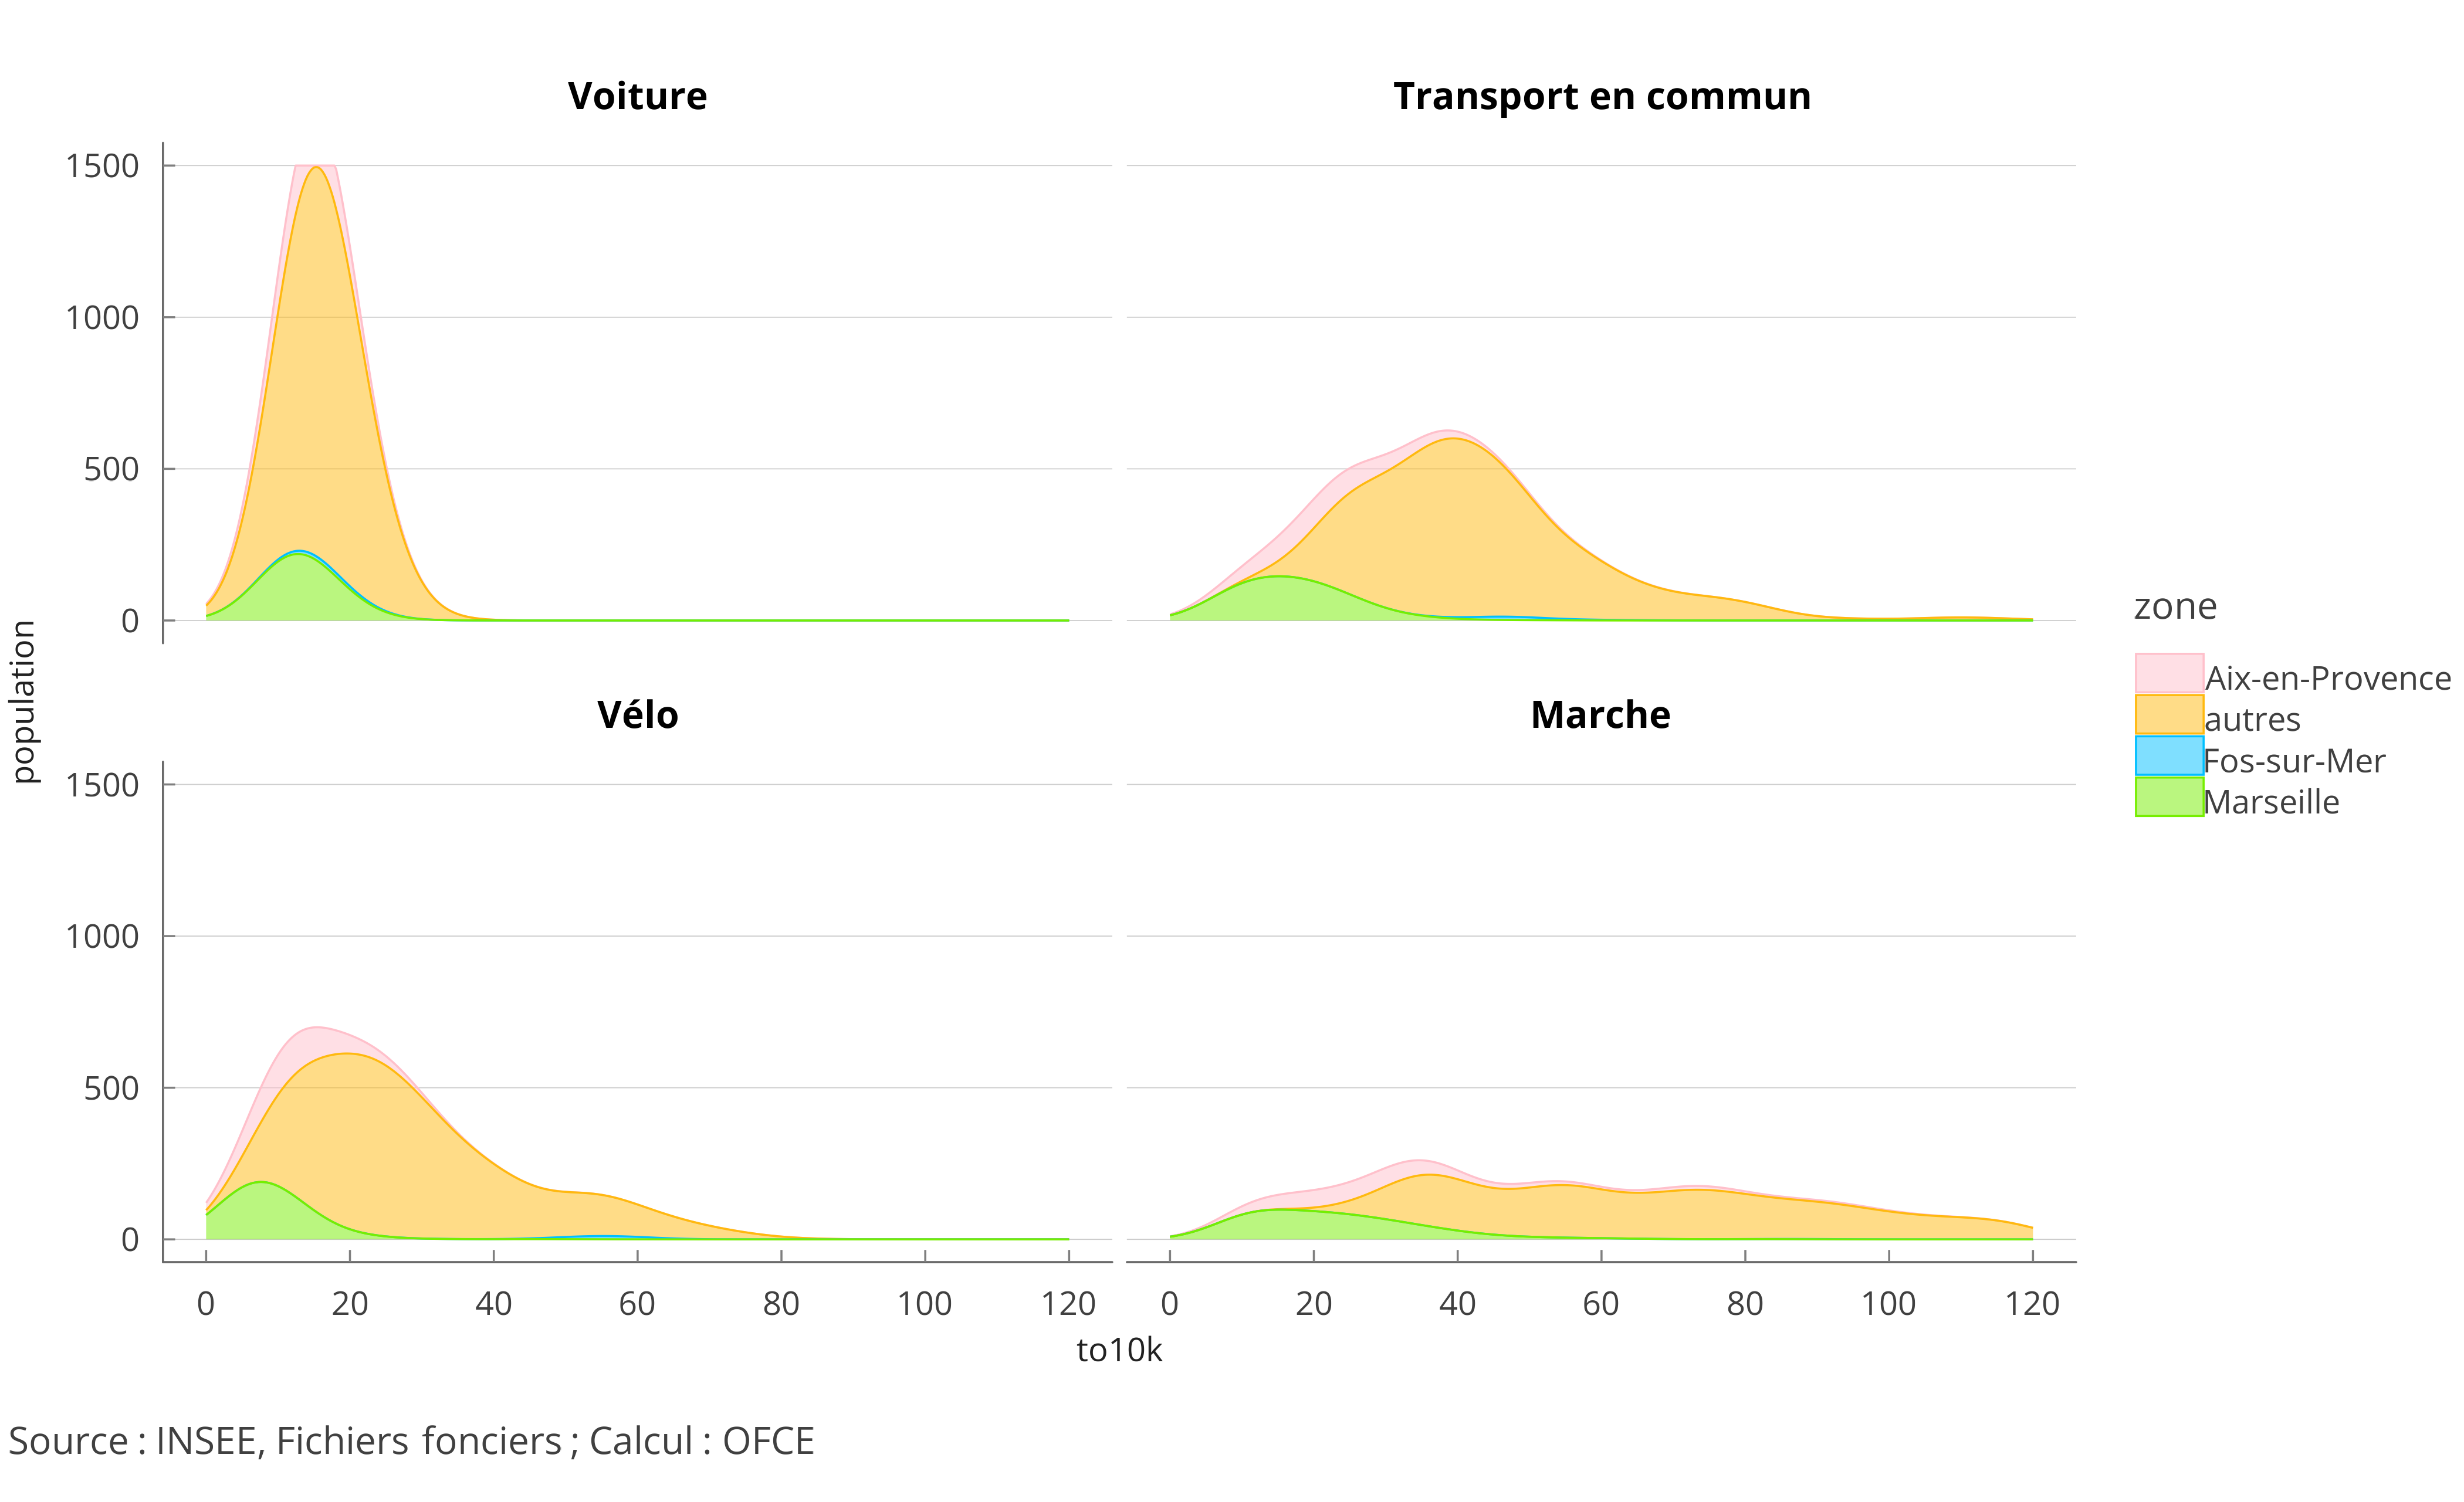 Voiture
Transport en commun
1500
1000
500
0
Vélo
Marche
1500
1000
500
0
population
0 20 40 60 80 100 120
0 20 40 60 80 100 120
to10k
zone
Aix-en-Provence
autres
Fos-sur-Mer
Marseille
Source : INSEE, Fichiers fonciers ; Calcul : OFCE